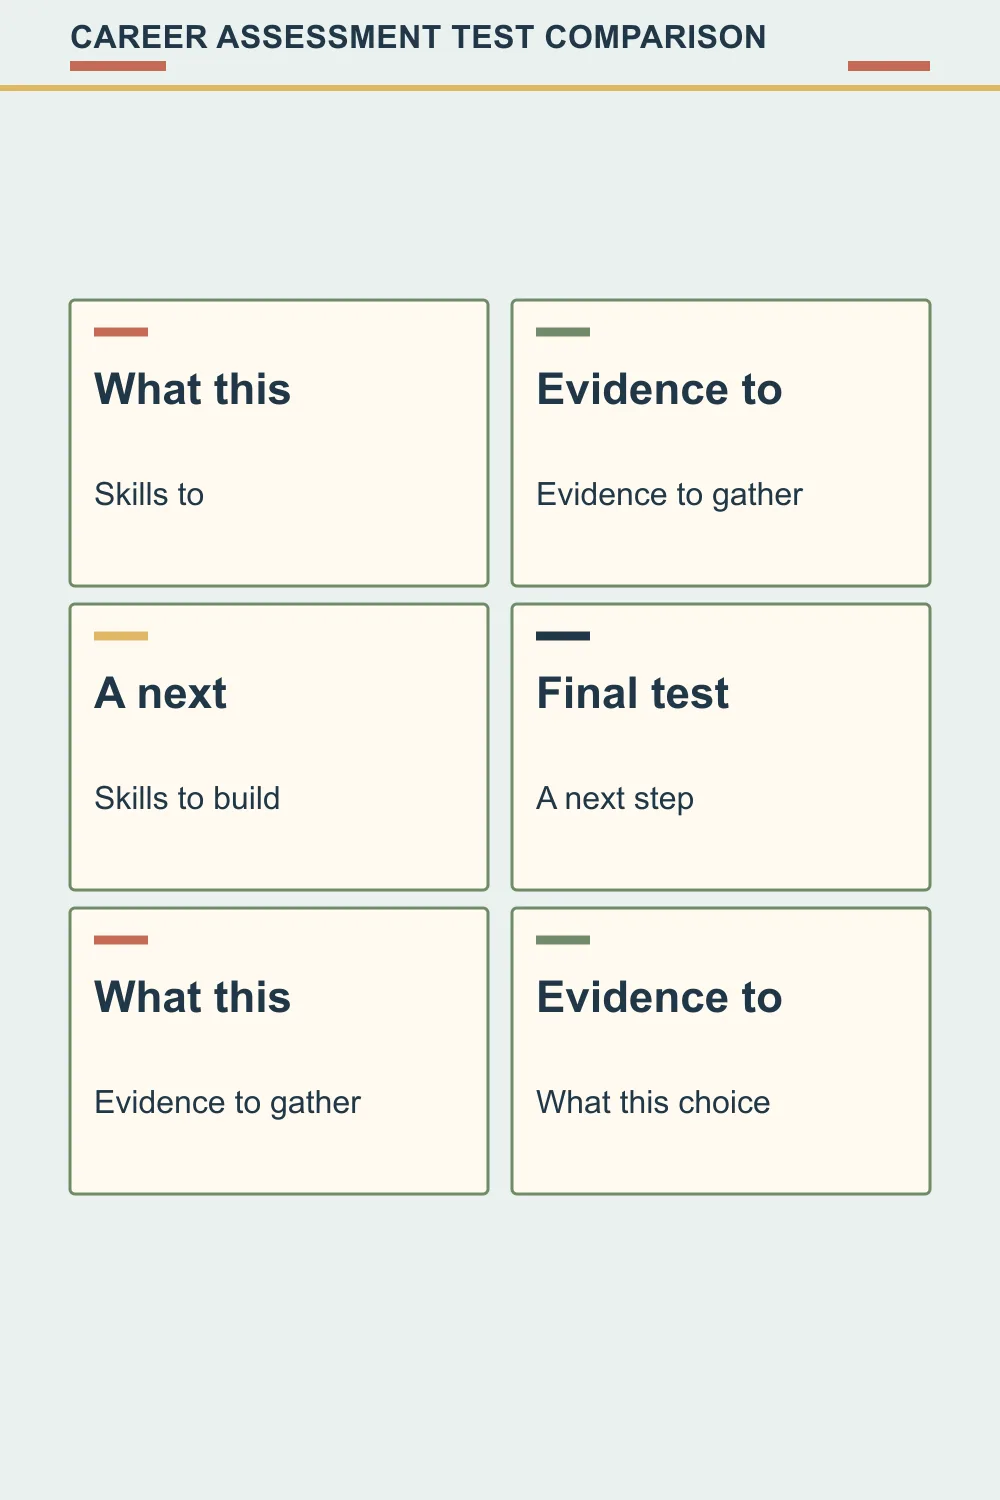 CAREER ASSESSMENT TEST COMPARISON
What this
Skills to
Evidence to
Evidence to gather
A next
Skills to build
Final test
A next step
What this
Evidence to gather
Evidence to
What this choice